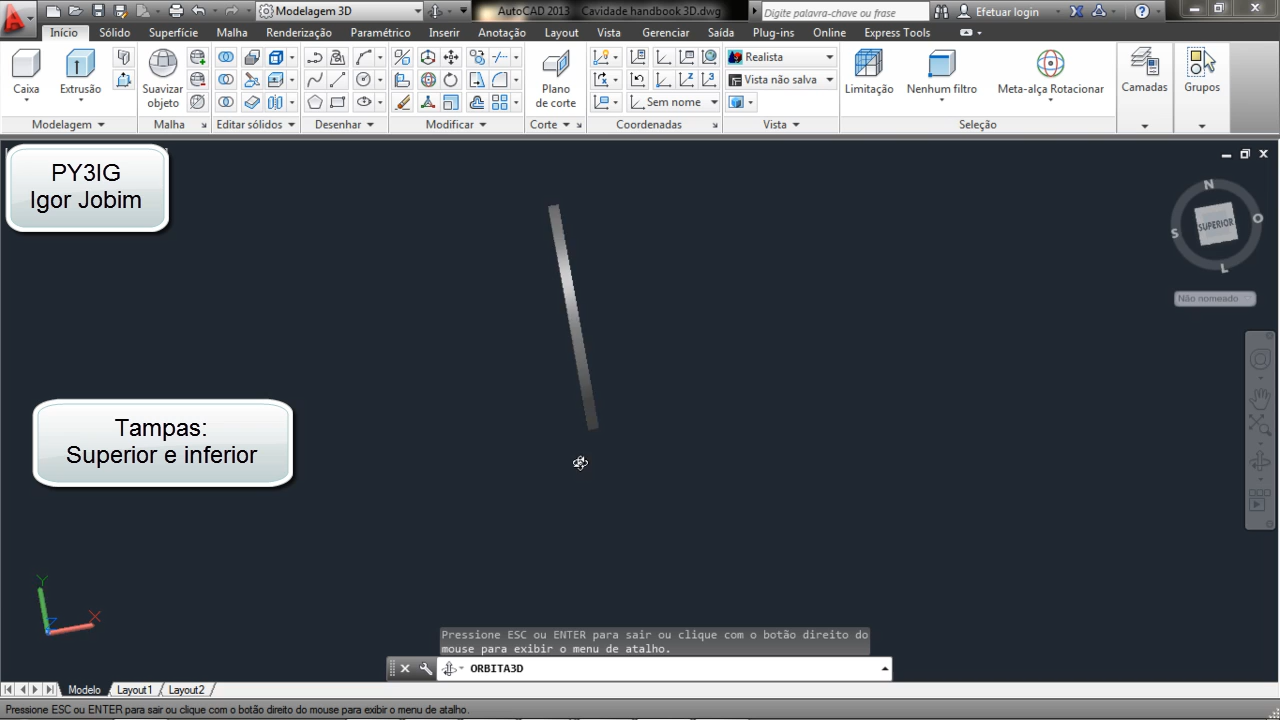 Modelagem 3D
AutoCAD 2013
Cavidade handbook 3D.dwg
Digite palavra-chave ou frase
Efetuar login
Início
Sólido
Superfície
Malha
Renderização
Paramétrico
Inserir
Anotação
Layout
Vista
Gerenciar
Saída
Plug-ins
Online
Express Tools
Caixa
Extrusão
Suavizar
objeto
Plano
de corte
Sem nome
Realista
Vista não salva
Limitação
Nenhum filtro
Meta-alça Rotacionar
Camadas
Grupos
Modelagem
Malha
Editar sólidos
Desenhar
Modificar
Corte
Coordenadas
Vista
Seleção
PY3IG
Igor Jobim
N
O
SUPERIOR
S
L
Não nomeado
Tampas:
Superior e inferior
Y
X
Z
Pressione ESC ou ENTER para sair ou clique com o botão direito do
mouse para exibir o menu de atalho.
ORBITA3D
Modelo
Layout1
Layout2
Pressione ESC ou ENTER para sair ou clique com o botão direito do mouse para exibir o menu de atalho.